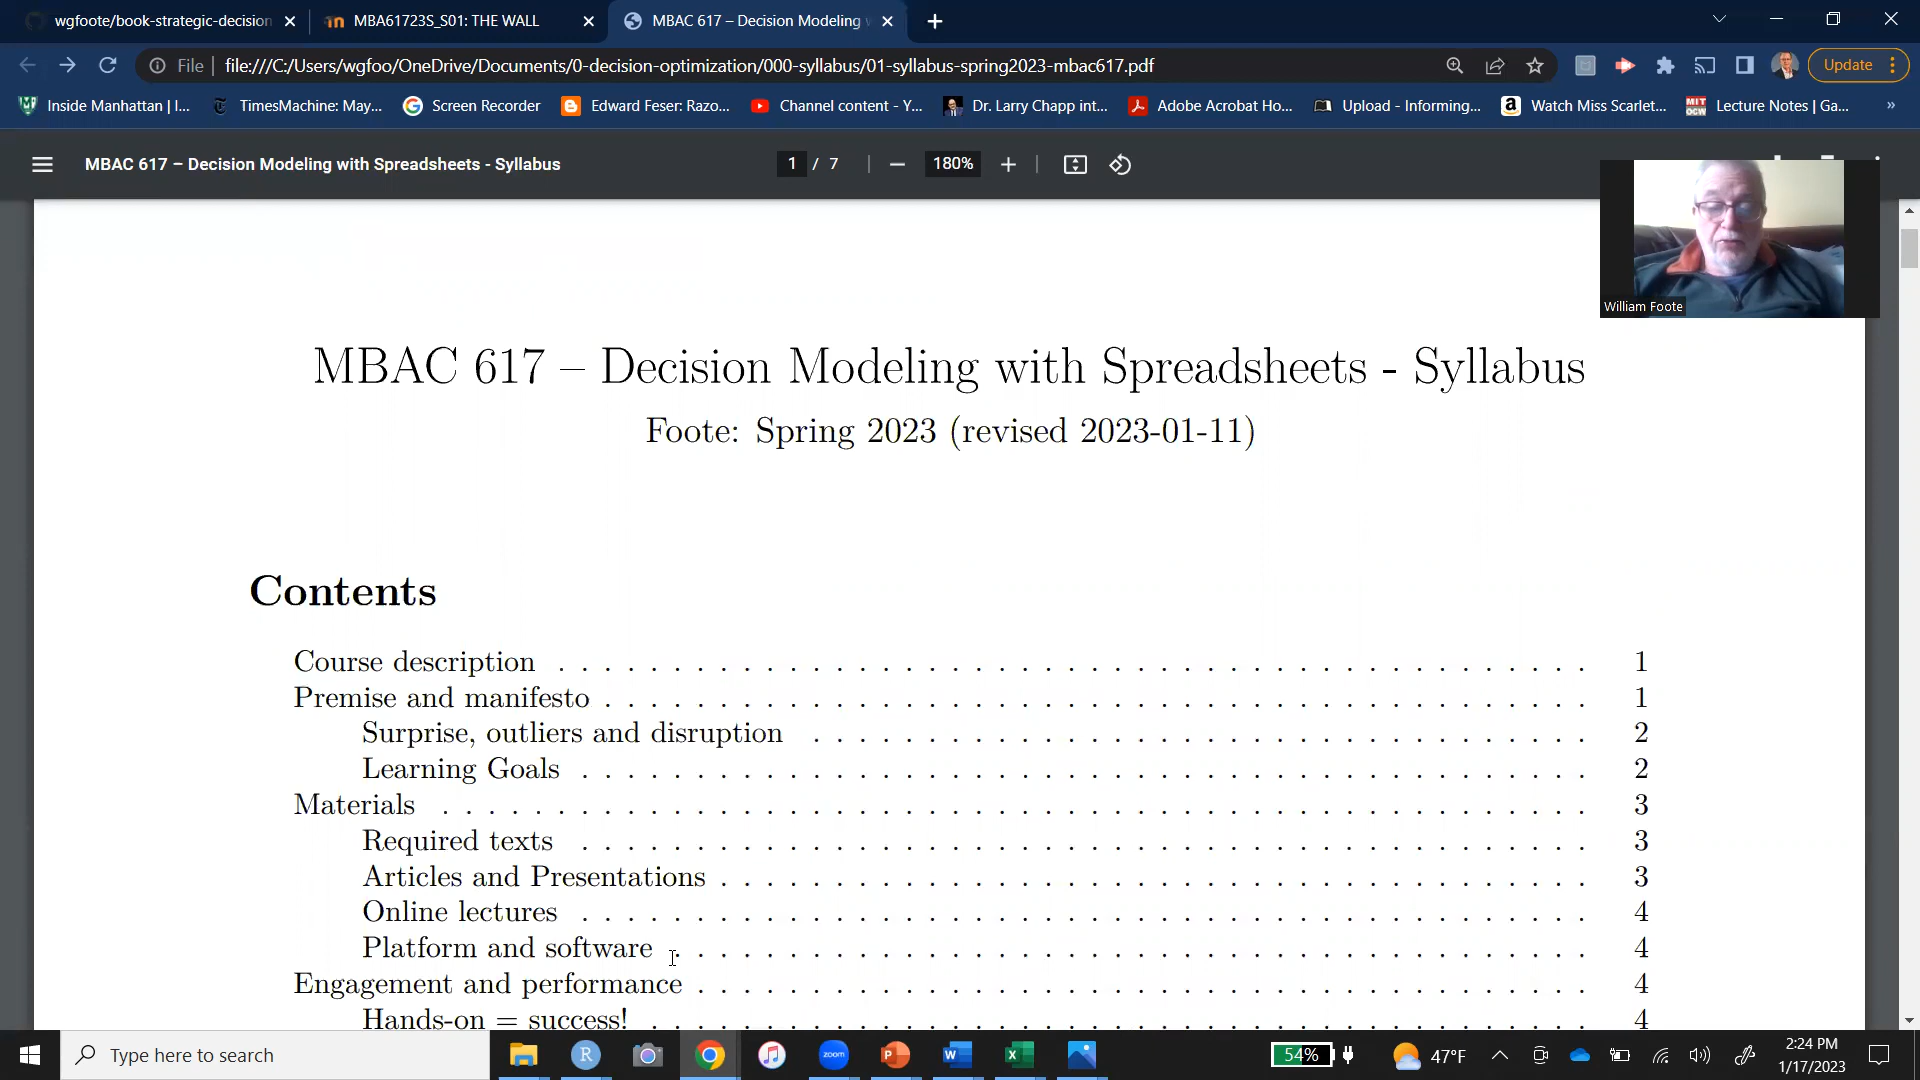 wgfoote/book-strategic-decision
MBA61723S_S01: THE WALL
MBAC 617 – Decision Modeling w
File
file:///C:/Users/wgfoo/OneDrive/Documents/0-decision-optimization/000-syllabus/01-syllabus-spring2023-mbac617.pdf
Update
Inside Manhattan | I...
TimesMachine: May...
Screen Recorder
Edward Feser: Razo...
Channel content - Y...
Dr. Larry Chapp int...
Adobe Acrobat Ho...
Upload - Informing...
Watch Miss Scarlet...
MIT OCW
Lecture Notes | Ga...
»
MBAC 617 – Decision Modeling with Spreadsheets - Syllabus
1 / 7
180%
William Foote
MBAC 617 – Decision Modeling with Spreadsheets - Syllabus
Foote: Spring 2023 (revised 2023-01-11)
Contents
Course description . . . . . . . . . . . . . . . . . . . . . . . . . . . . . . . . . . . . . . . . . . . . . 1
Premise and manifesto . . . . . . . . . . . . . . . . . . . . . . . . . . . . . . . . . . . . . . . . . . . 1
Surprise, outliers and disruption . . . . . . . . . . . . . . . . . . . . . . . . . . . . . . . . . . 2
Learning Goals . . . . . . . . . . . . . . . . . . . . . . . . . . . . . . . . . . . . . . . . . . . . 2
Materials . . . . . . . . . . . . . . . . . . . . . . . . . . . . . . . . . . . . . . . . . . . . . . . . . . 3
Required texts . . . . . . . . . . . . . . . . . . . . . . . . . . . . . . . . . . . . . . . . . . . . 3
Articles and Presentations . . . . . . . . . . . . . . . . . . . . . . . . . . . . . . . . . . . . . . 3
Online lectures . . . . . . . . . . . . . . . . . . . . . . . . . . . . . . . . . . . . . . . . . . . . 4
Platform and software . . . . . . . . . . . . . . . . . . . . . . . . . . . . . . . . . . . . . . . . 4
Engagement and performance . . . . . . . . . . . . . . . . . . . . . . . . . . . . . . . . . . . . . . . 4
Hands-on = success! . . . . . . . . . . . . . . . . . . . . . . . . . . . . . . . . . . . . . . . . . 4
Type here to search
zoom
54%
47°F
2:24 PM
1/17/2023